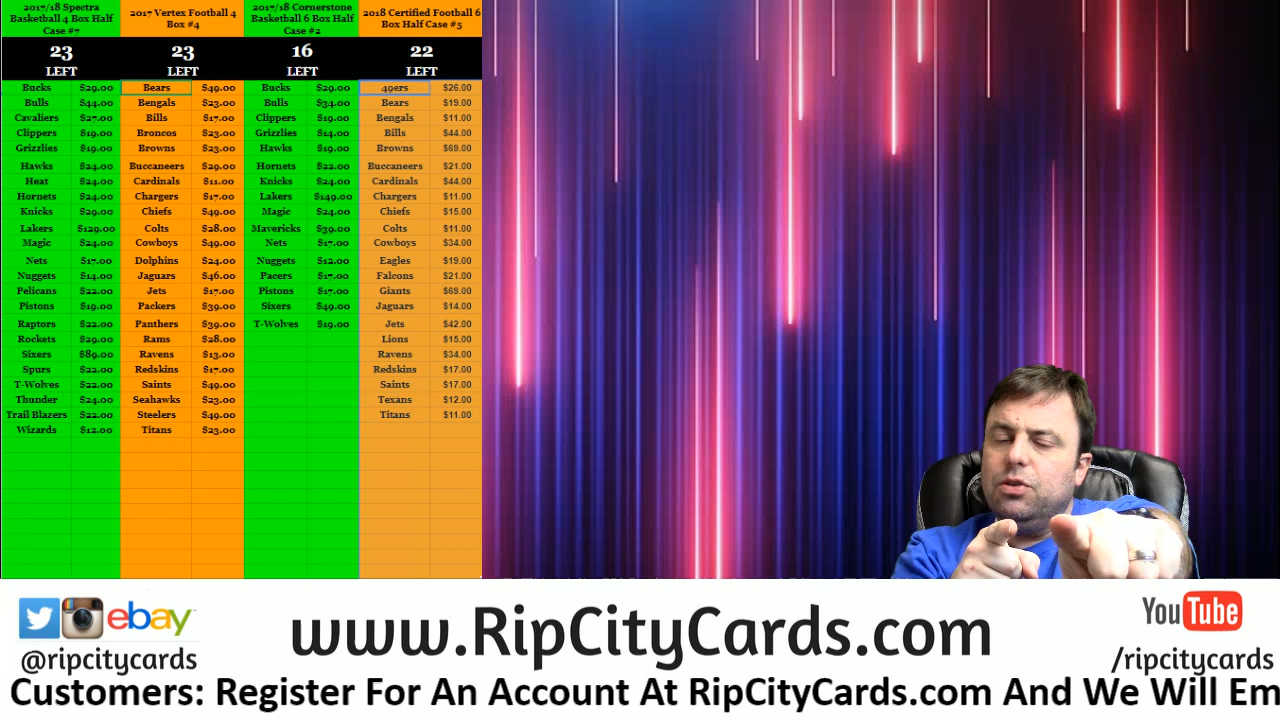 2017/18 Spectra Basketball 4 Box Half Case #7
2017 Vertex Football 4 Box #4
2017/18 Cornerstone Basketball 6 Box Half Case #2
2018 Certified Football 6 Box Half Case #5
23 LEFT
23 LEFT
16 LEFT
22 LEFT
Bucks $29.00 Bears $49.00 Bucks $29.00 49ers $26.00
Bulls $44.00 Bengals $23.00 Bulls $34.00 Bears $19.00
Cavaliers $27.00 Bills $17.00 Clippers $19.00 Bengals $11.00
Clippers $19.00 Broncos $23.00 Grizzlies $14.00 Bills $44.00
Grizzlies $19.00 Browns $23.00 Hawks $19.00 Browns $69.00
Hawks $24.00 Buccaneers $29.00 Hornets $22.00 Buccaneers $21.00
Heat $24.00 Cardinals $11.00 Knicks $24.00 Cardinals $44.00
Hornets $24.00 Chargers $17.00 Lakers $149.00 Chargers $11.00
Knicks $29.00 Chiefs $49.00 Magic $24.00 Chiefs $15.00
Lakers $129.00 Colts $28.00 Mavericks $39.00 Colts $11.00
Magic $24.00 Cowboys $49.00 Nets $17.00 Cowboys $34.00
Nets $17.00 Dolphins $24.00 Nuggets $12.00 Eagles $19.00
Nuggets $14.00 Jaguars $46.00 Pacers $17.00 Falcons $21.00
Pelicans $22.00 Jets $17.00 Pistons $17.00 Giants $69.00
Pistons $19.00 Packers $39.00 Sixers $49.00 Jaguars $14.00
Raptors $22.00 Panthers $39.00 T-Wolves $19.00 Jets $42.00
Rockets $29.00 Rams $28.00 Lions $15.00
Sixers $89.00 Ravens $13.00 Ravens $34.00
Spurs $22.00 Redskins $17.00 Redskins $17.00
T-Wolves $22.00 Saints $49.00 Saints $17.00
Thunder $24.00 Seahawks $23.00 Texans $12.00
Trail Blazers $22.00 Steelers $49.00 Titans $11.00
Wizards $12.00 Titans $23.00
ebay
@ripcitycards
www.RipCityCards.com
YouTube
/ripcitycards
Customers: Register For An Account At RipCityCards.com And We Will Em